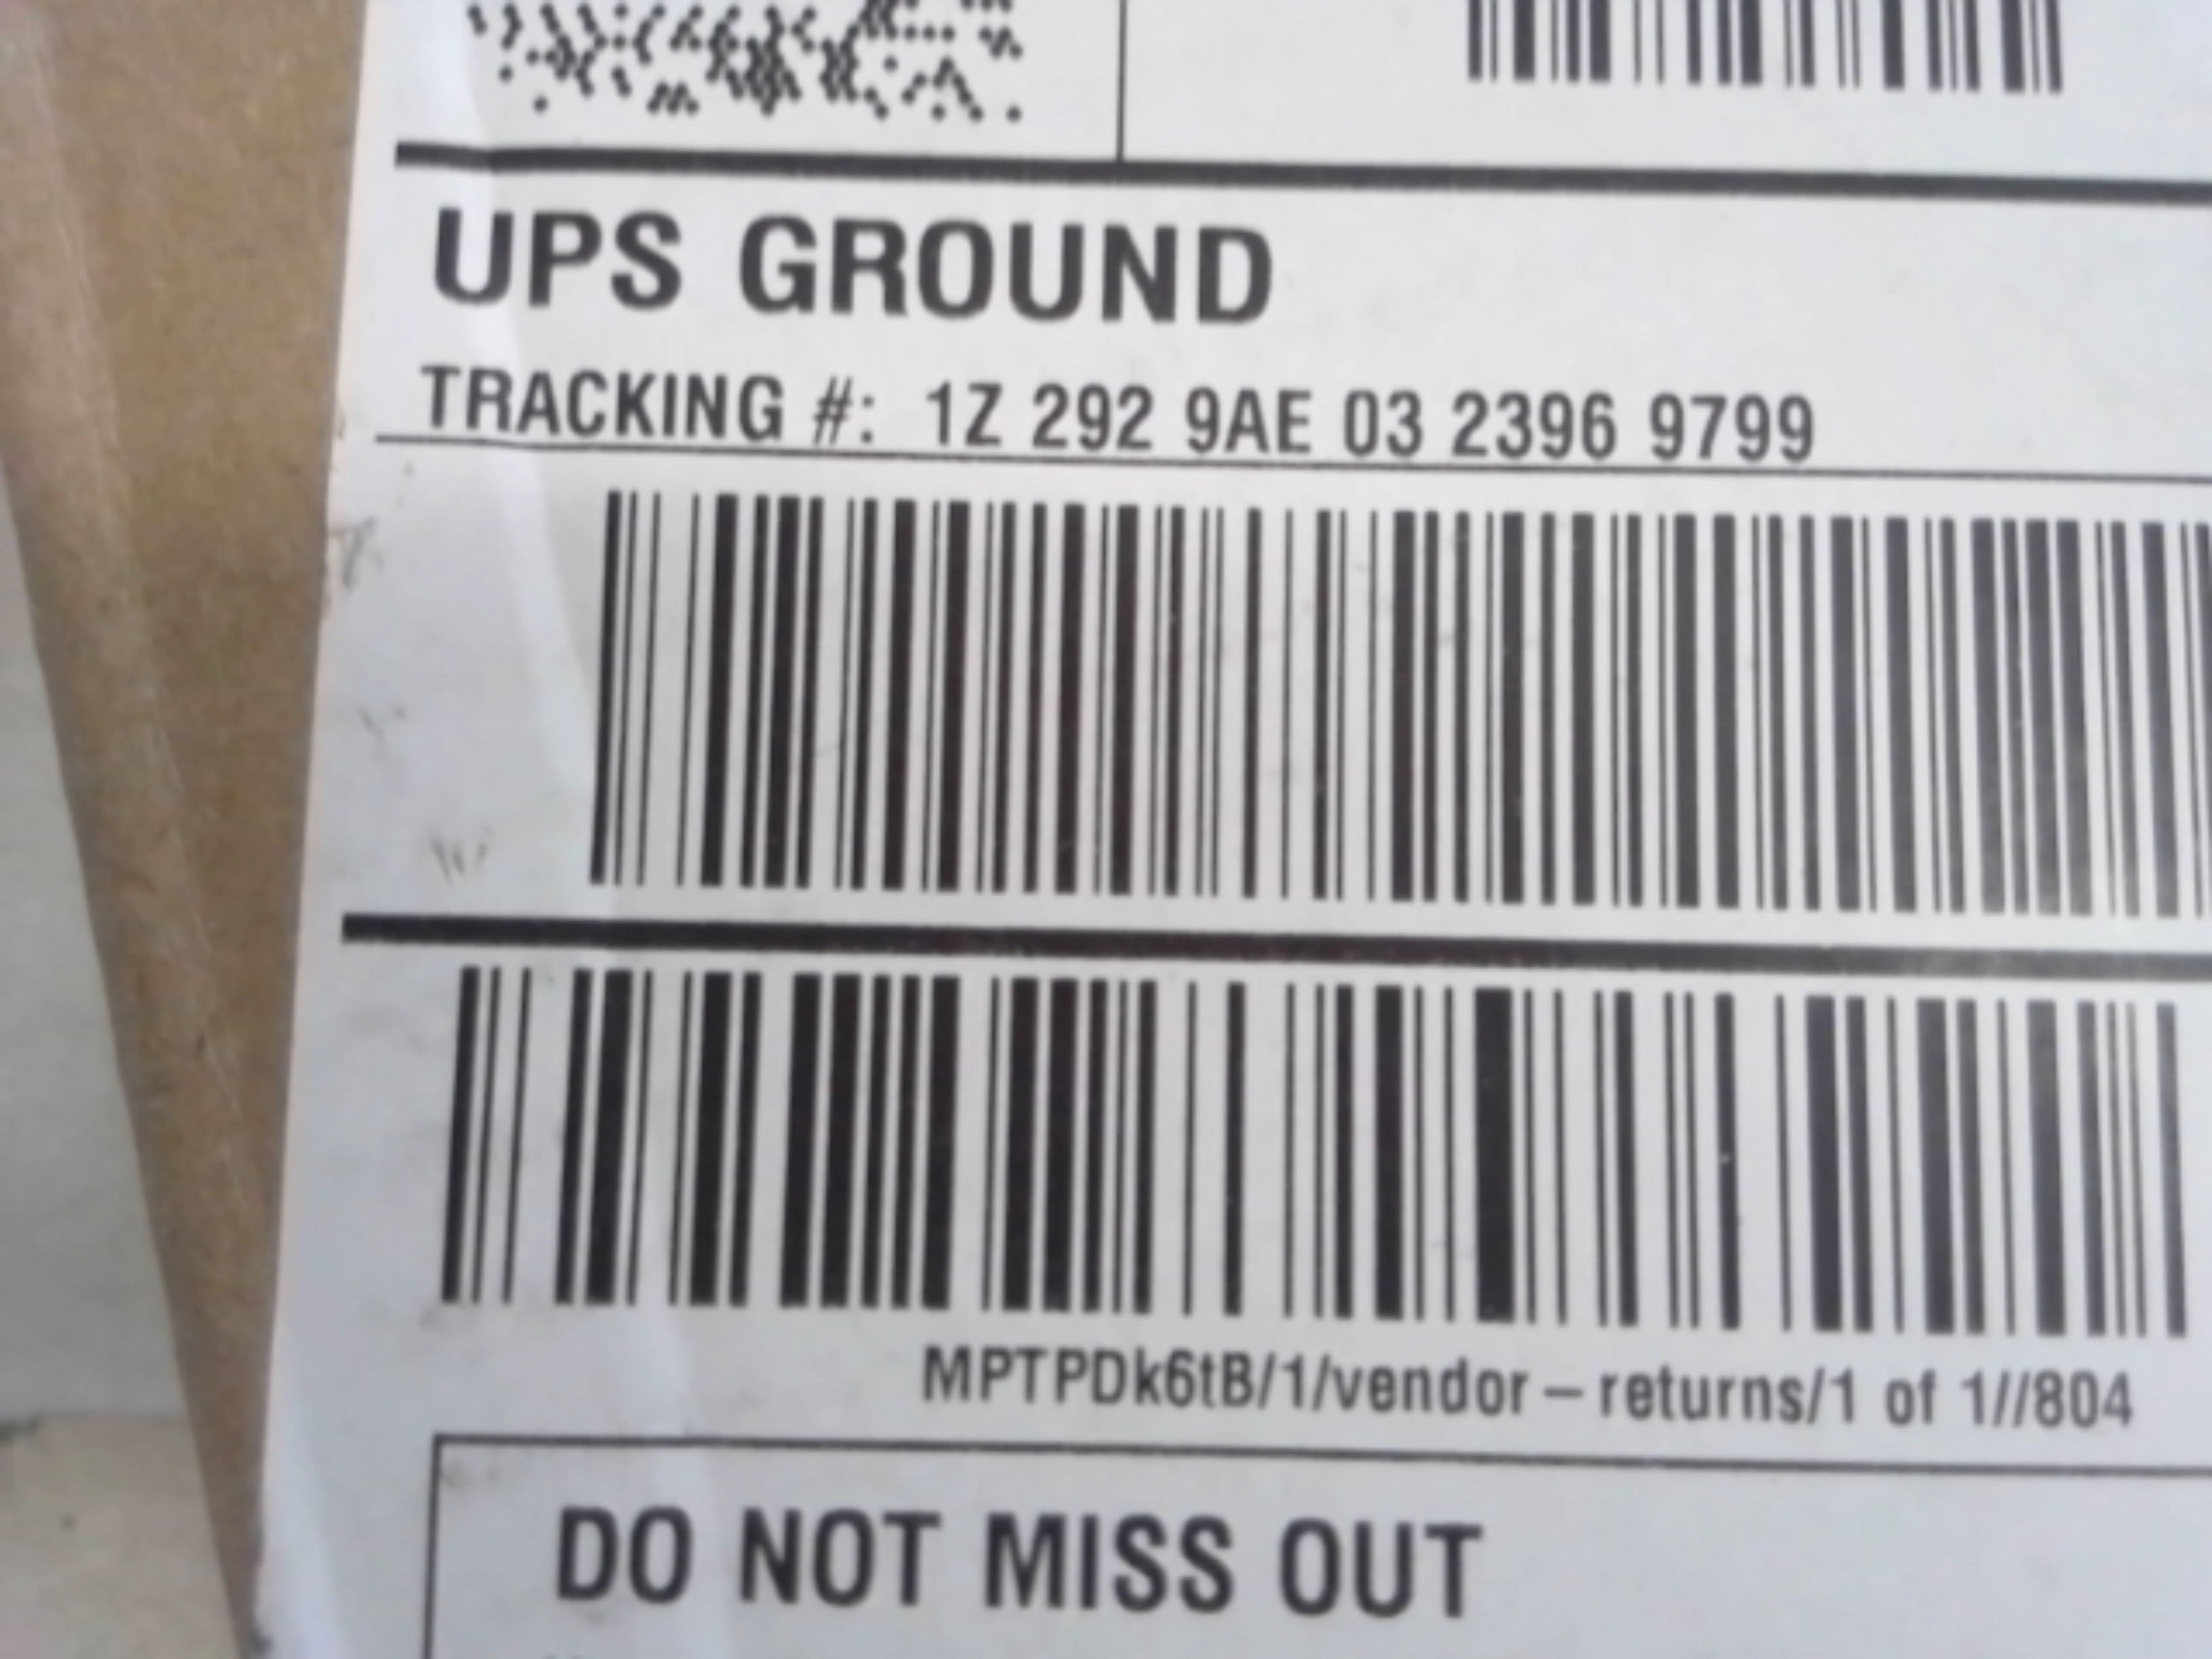 UPS GROUND
TRACKING #: 1Z 292 9AE 03 2396 9799
MPTPDk6tB/1/vendor – returns/1 of 1//804
DO NOT MISS OUT